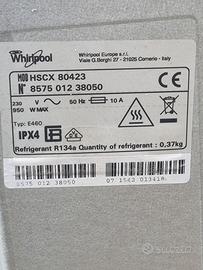 Whirlpool
Whirlpool Europe s.r.l.
Viale G.Borghi 27 - 21025 Comerio - Italy
MOD HSCX 80423
N° 8575 012 38050
230 V 50 Hz 10 A
950 W MAX
Typ E460
IPX4
Refrigerant R134a Quantity of refrigerant : 0,37kg
8575 012 38050
subito